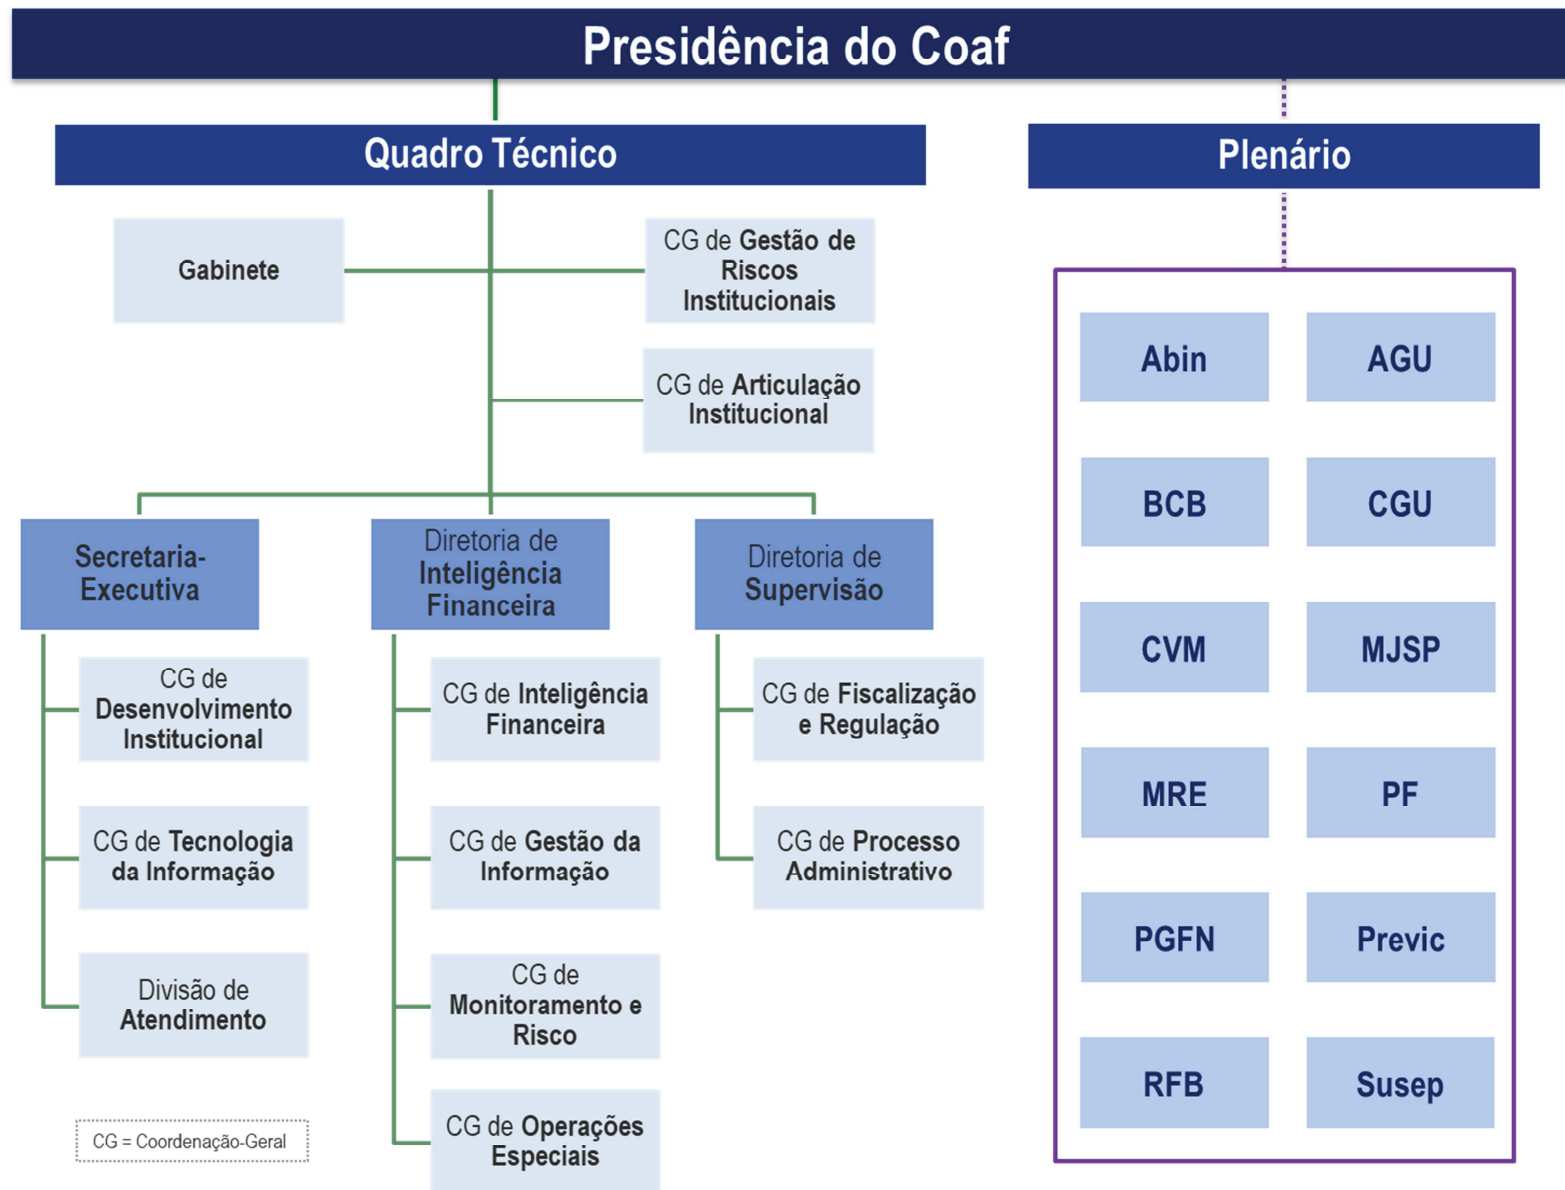 Presidência do Coaf
Quadro Técnico
Plenário
Gabinete
CG de Gestão de
Riscos
Institucionais
CG de Articulação
Institucional
Secretaria-
Executiva
Diretoria de
Inteligência
Financeira
Diretoria de
Supervisão
CG de
Desenvolvimento
Institucional
CG de Tecnologia
da Informação
Divisão de
Atendimento
CG de Inteligência
Financeira
CG de Gestão da
Informação
CG de
Monitoramento e
Risco
CG de Operações
Especiais
CG de Fiscalização
e Regulação
CG de Processo
Administrativo
CG = Coordenação-Geral
Abin
AGU
BCB
CGU
CVM
MJSP
MRE
PF
PGFN
Previc
RFB
Susep